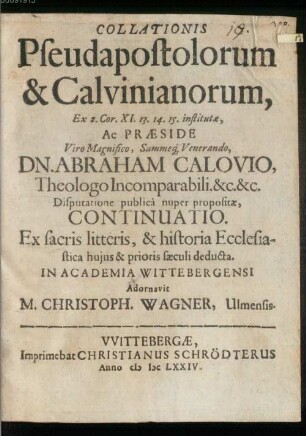 COLLATIONIS
Pseudapostolorum
& Calvinianorum,
Ex 2. Cor. XI. 13. 14. 15. institutæ,
Ac PRÆSIDE
Viro Magnifico, Summeq́; Venerando,
DN. ABRAHAM CALOVIO,
Theologo Incomparabili. &c. &c.
Disputatione publicâ nuper propositæ,
CONTINUATIO.
Ex sacris litteris, & historia Ecclesia-
stica hujus & prioris sæculi deducta.
IN ACADEMIA WITTEBERGENSI
Adornavit
M. CHRISTOPH. WAGNER, Ulmensis.
VVITTEBERGÆ,
Imprimebat CHRISTIANUS SCHRÖDTERUS
Anno cIɔ Iɔc LXXIV.